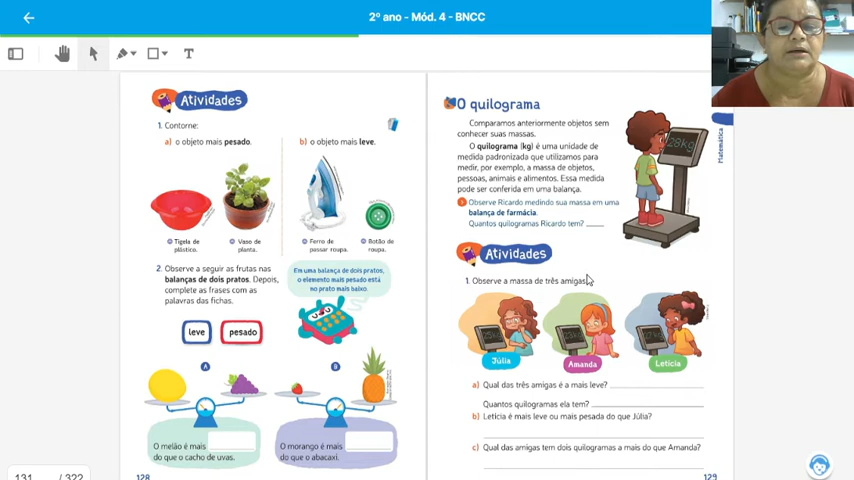 2º ano - Mód. 4 - BNCC
T
Atividades
1. Contorne:
a) o objeto mais pesado.
b) o objeto mais leve.
Tigela de
plástico.
Vaso de
planta.
Ferro de
passar roupa.
Botão de
roupa.
2. Observe a seguir as frutas nas
balanças de dois pratos. Depois,
complete as frases com as
palavras das fichas.
Em uma balança de dois pratos,
o elemento mais pesado está
no prato mais baixo.
leve
pesado
A
B
O melão é mais
do que o cacho de uvas.
O morango é mais
do que o abacaxi.
128
O quilograma
Comparamos anteriormente objetos sem
conhecer suas massas.
O quilograma (kg) é uma unidade de
medida padronizada que utilizamos para
medir, por exemplo, a massa de objetos,
pessoas, animais e alimentos. Essa medida
pode ser conferida em uma balança.
Observe Ricardo medindo sua massa em uma
balança de farmácia.
Quantos quilogramas Ricardo tem?
28kg
Matemática
Atividades
1. Observe a massa de três amigas.
Júlia
Amanda
Letícia
a) Qual das três amigas é a mais leve?
Quantos quilogramas ela tem?
b) Letícia é mais leve ou mais pesada do que Júlia?
c) Qual das amigas tem dois quilogramas a mais do que Amanda?
129
131 / 322